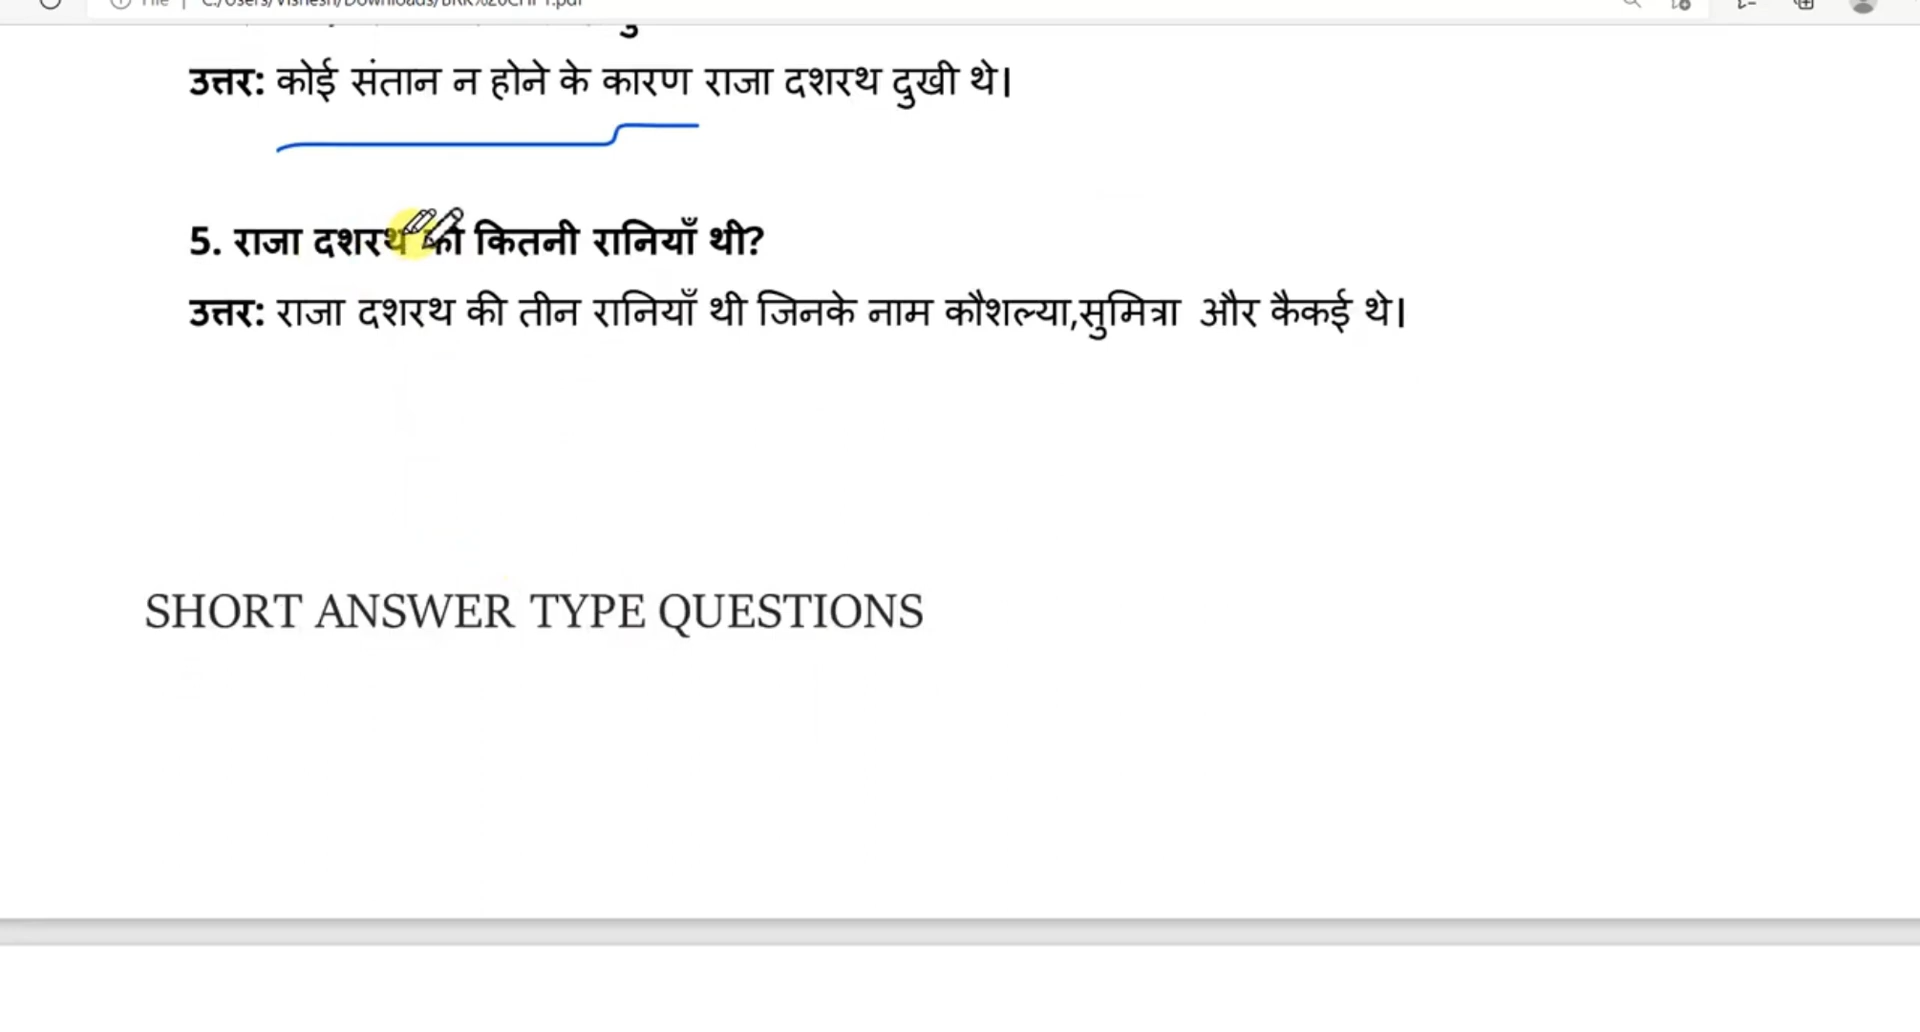 उत्तर: कोई संतान न होने के कारण राजा दशरथ दुखी थे।
5. राजा दशरथ की कितनी रानियाँ थी?
उत्तर: राजा दशरथ की तीन रानियाँ थी जिनके नाम कौशल्या,सुमित्रा और कैकई थे।
SHORT ANSWER TYPE QUESTIONS